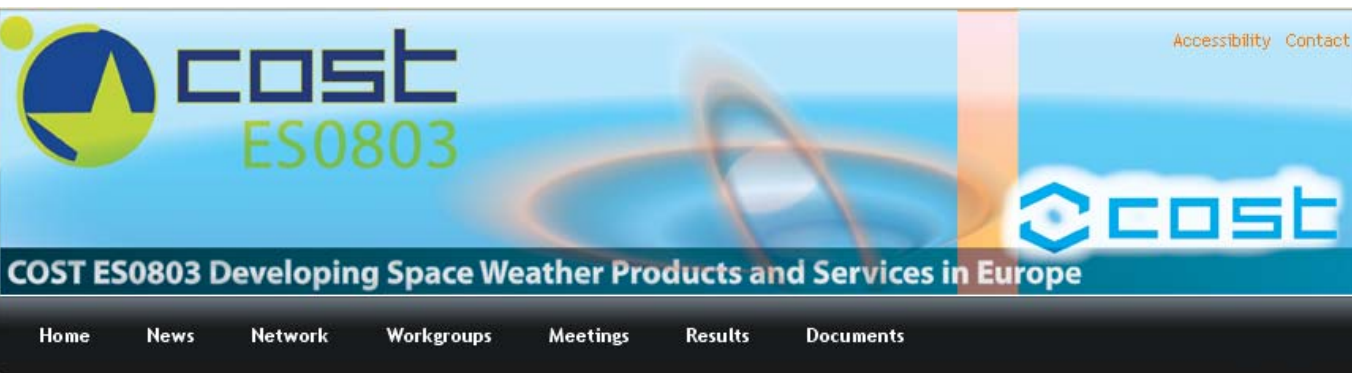 Accessibility Contact
cost
ES0803
cost
COST ES0803 Developing Space Weather Products and Services in Europe
Home News Network Workgroups Meetings Results Documents